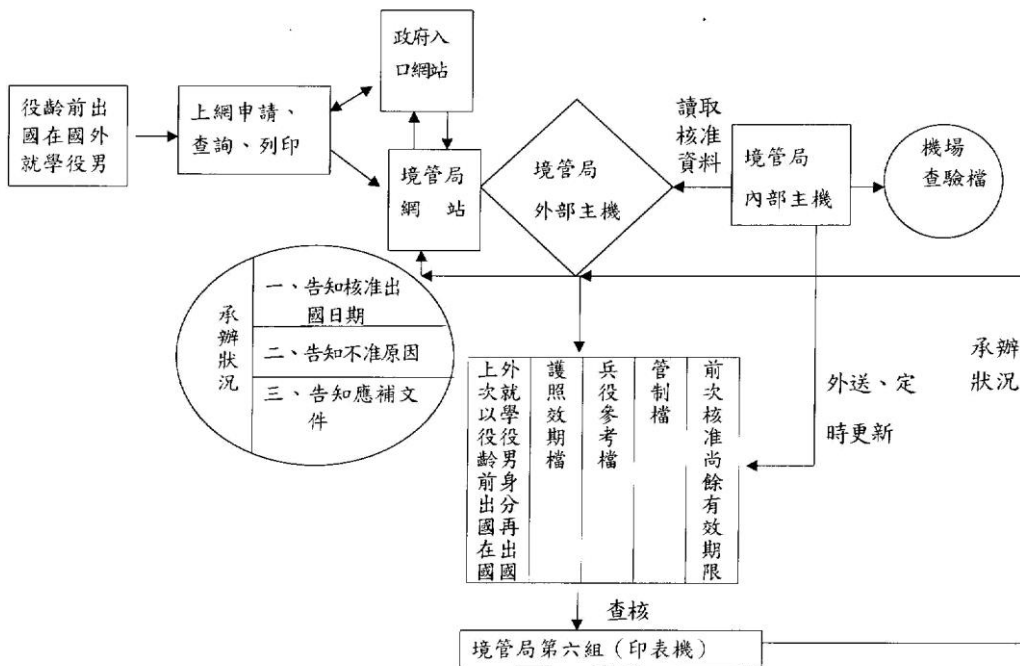 政府入
口網站
役齡前出
國在國外
就學役男
上網申請、
查詢、列印
境管局
網 站
境管局
外部主機
讀取
核准
資料
境管局
內部主機
機場
查驗檔
承辦狀況
一、告知核准出
國日期
二、告知不准原因
三、告知應補文
件
上次以役齡前出國在國
外就學役男身分再出國
護照效期檔
兵役參考檔
管制檔
前次核准尚餘有效期限
外送、定
時更新
承辦
狀況
查核
境管局第六組（印表機）